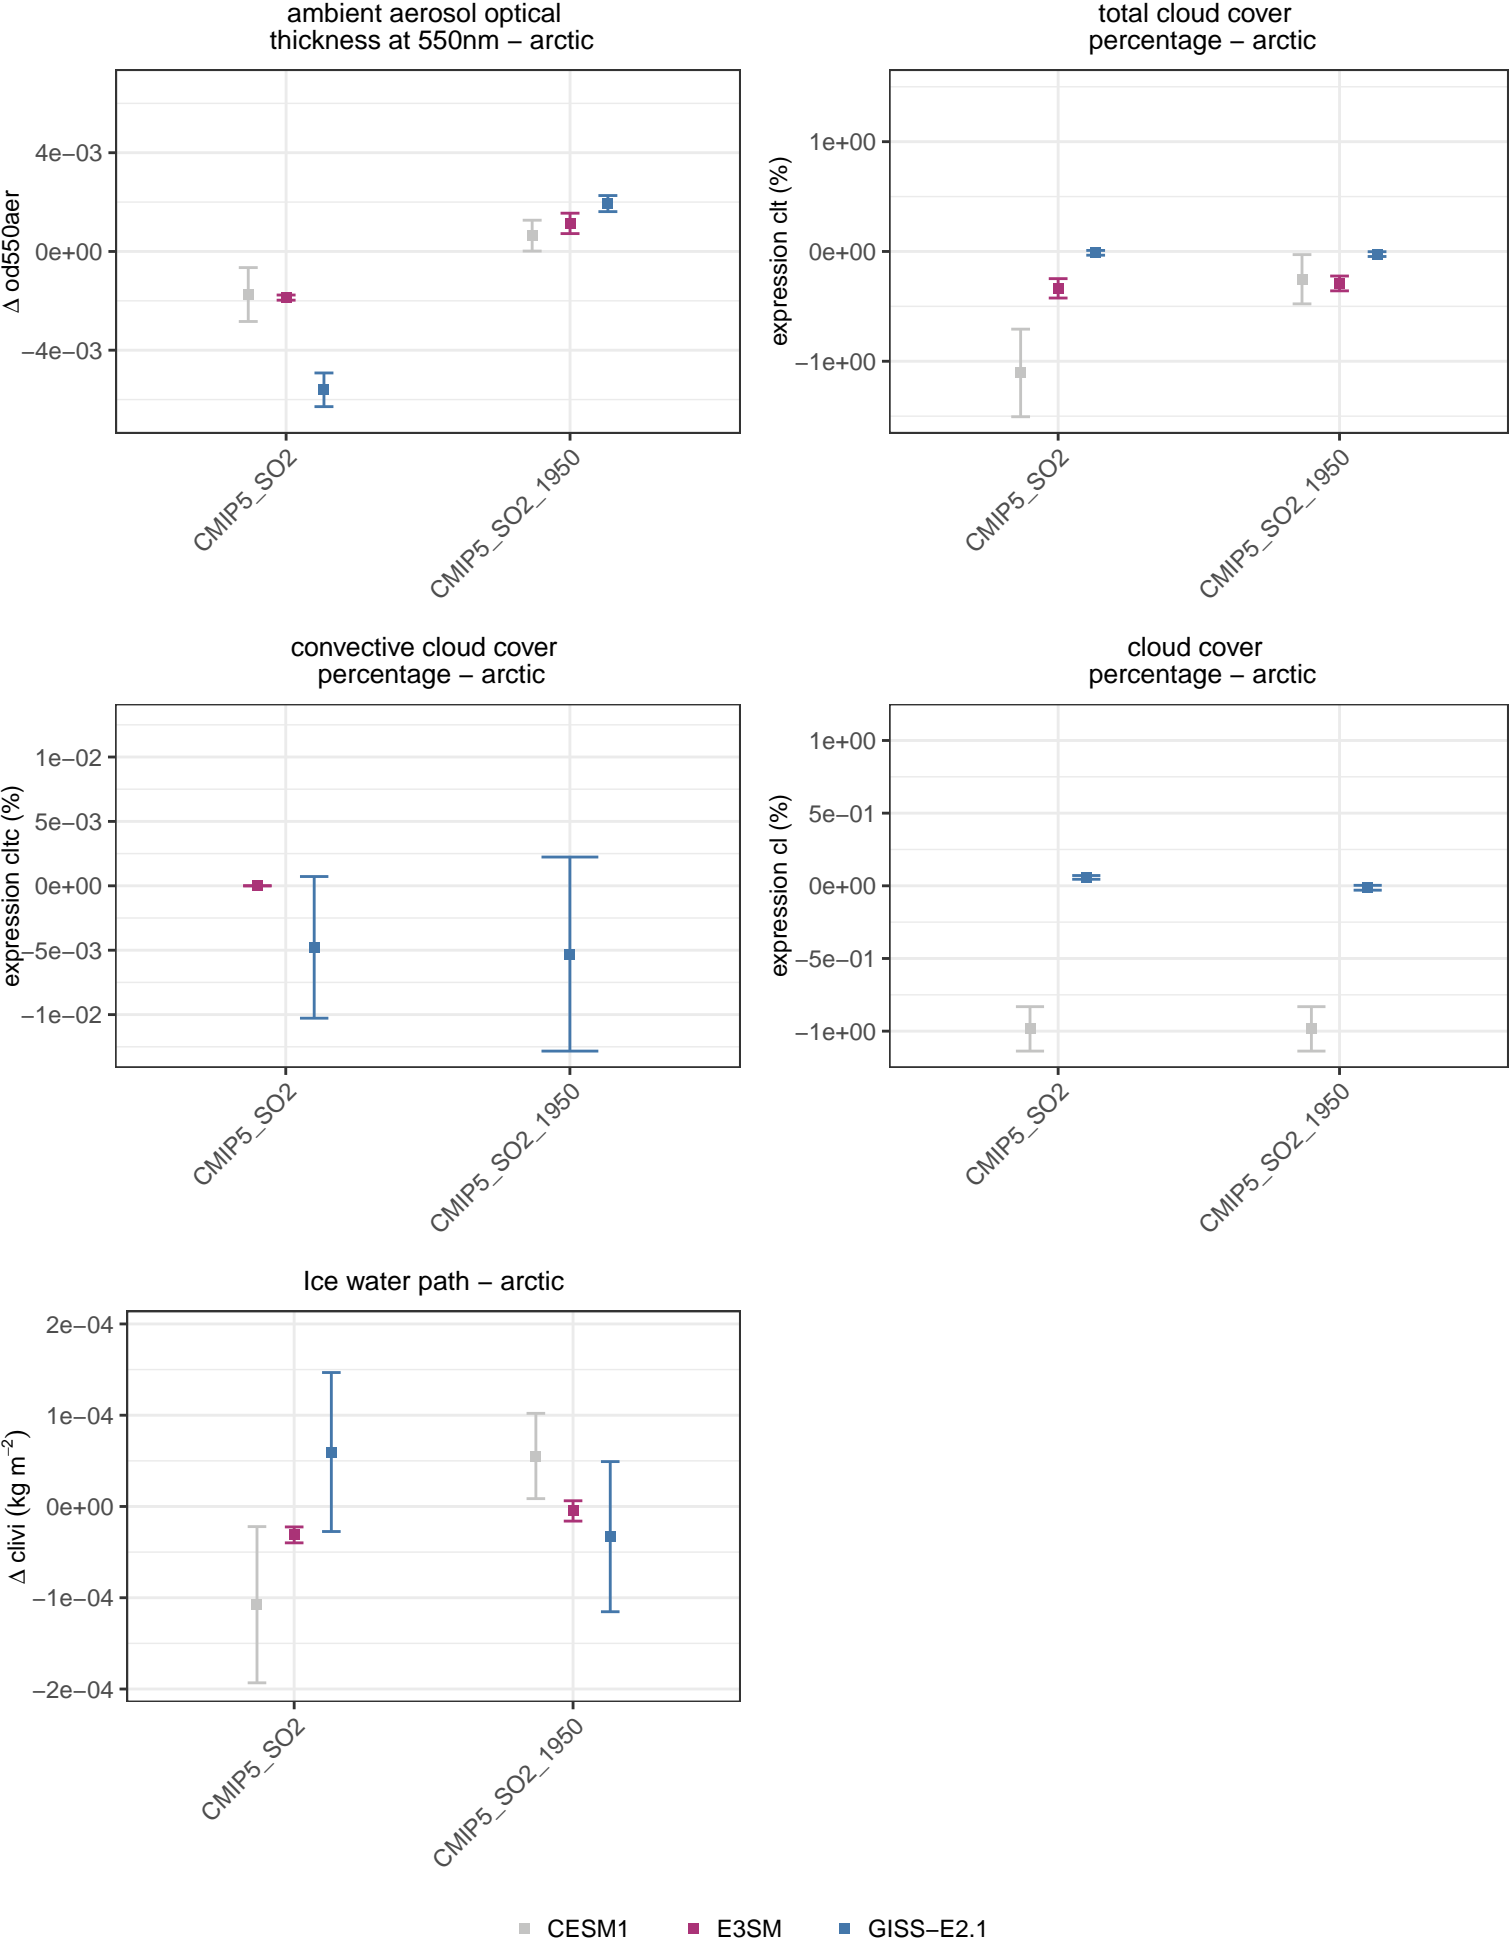 ambient aerosol optical
thickness at 550nm − arctic
Δ od550aer
4e−03
0e+00
−4e−03
CMIP5_SO2
CMIP5_SO2_1950
total cloud cover
percentage − arctic
expression clt (%)
1e+00
0e+00
−1e+00
CMIP5_SO2
CMIP5_SO2_1950
convective cloud cover
percentage − arctic
expression cltc (%)
1e−02
5e−03
0e+00
−5e−03
−1e−02
CMIP5_SO2
CMIP5_SO2_1950
cloud cover
percentage − arctic
expression cl (%)
1e+00
5e−01
0e+00
−5e−01
−1e+00
CMIP5_SO2
CMIP5_SO2_1950
Ice water path − arctic
Δ clivi (kg m⁻²)
2e−04
1e−04
0e+00
−1e−04
−2e−04
CMIP5_SO2
CMIP5_SO2_1950
CESM1
E3SM
GISS−E2.1